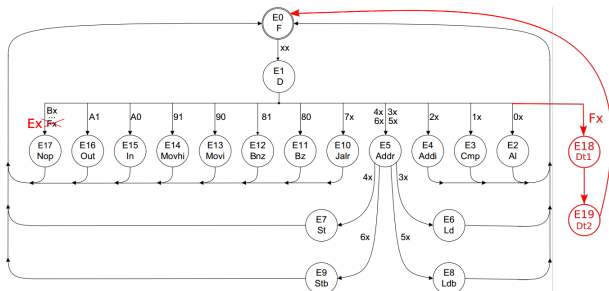 E0
F
xx
E1
D
Bx
...
Fx
Ex
A1
A0
91
90
81
80
7x
4x 3x
6x 5x
2x
1x
0x
Fx
E17
Nop
E16
Out
E15
In
E14
Movhi
E13
Movi
E12
Bnz
E11
Bz
E10
Jalr
E5
Addr
E4
Addi
E3
Cmp
E2
Al
E18
Dt1
4x
3x
E7
St
E6
Ld
E19
Dt2
6x
5x
E9
Stb
E8
Ldb